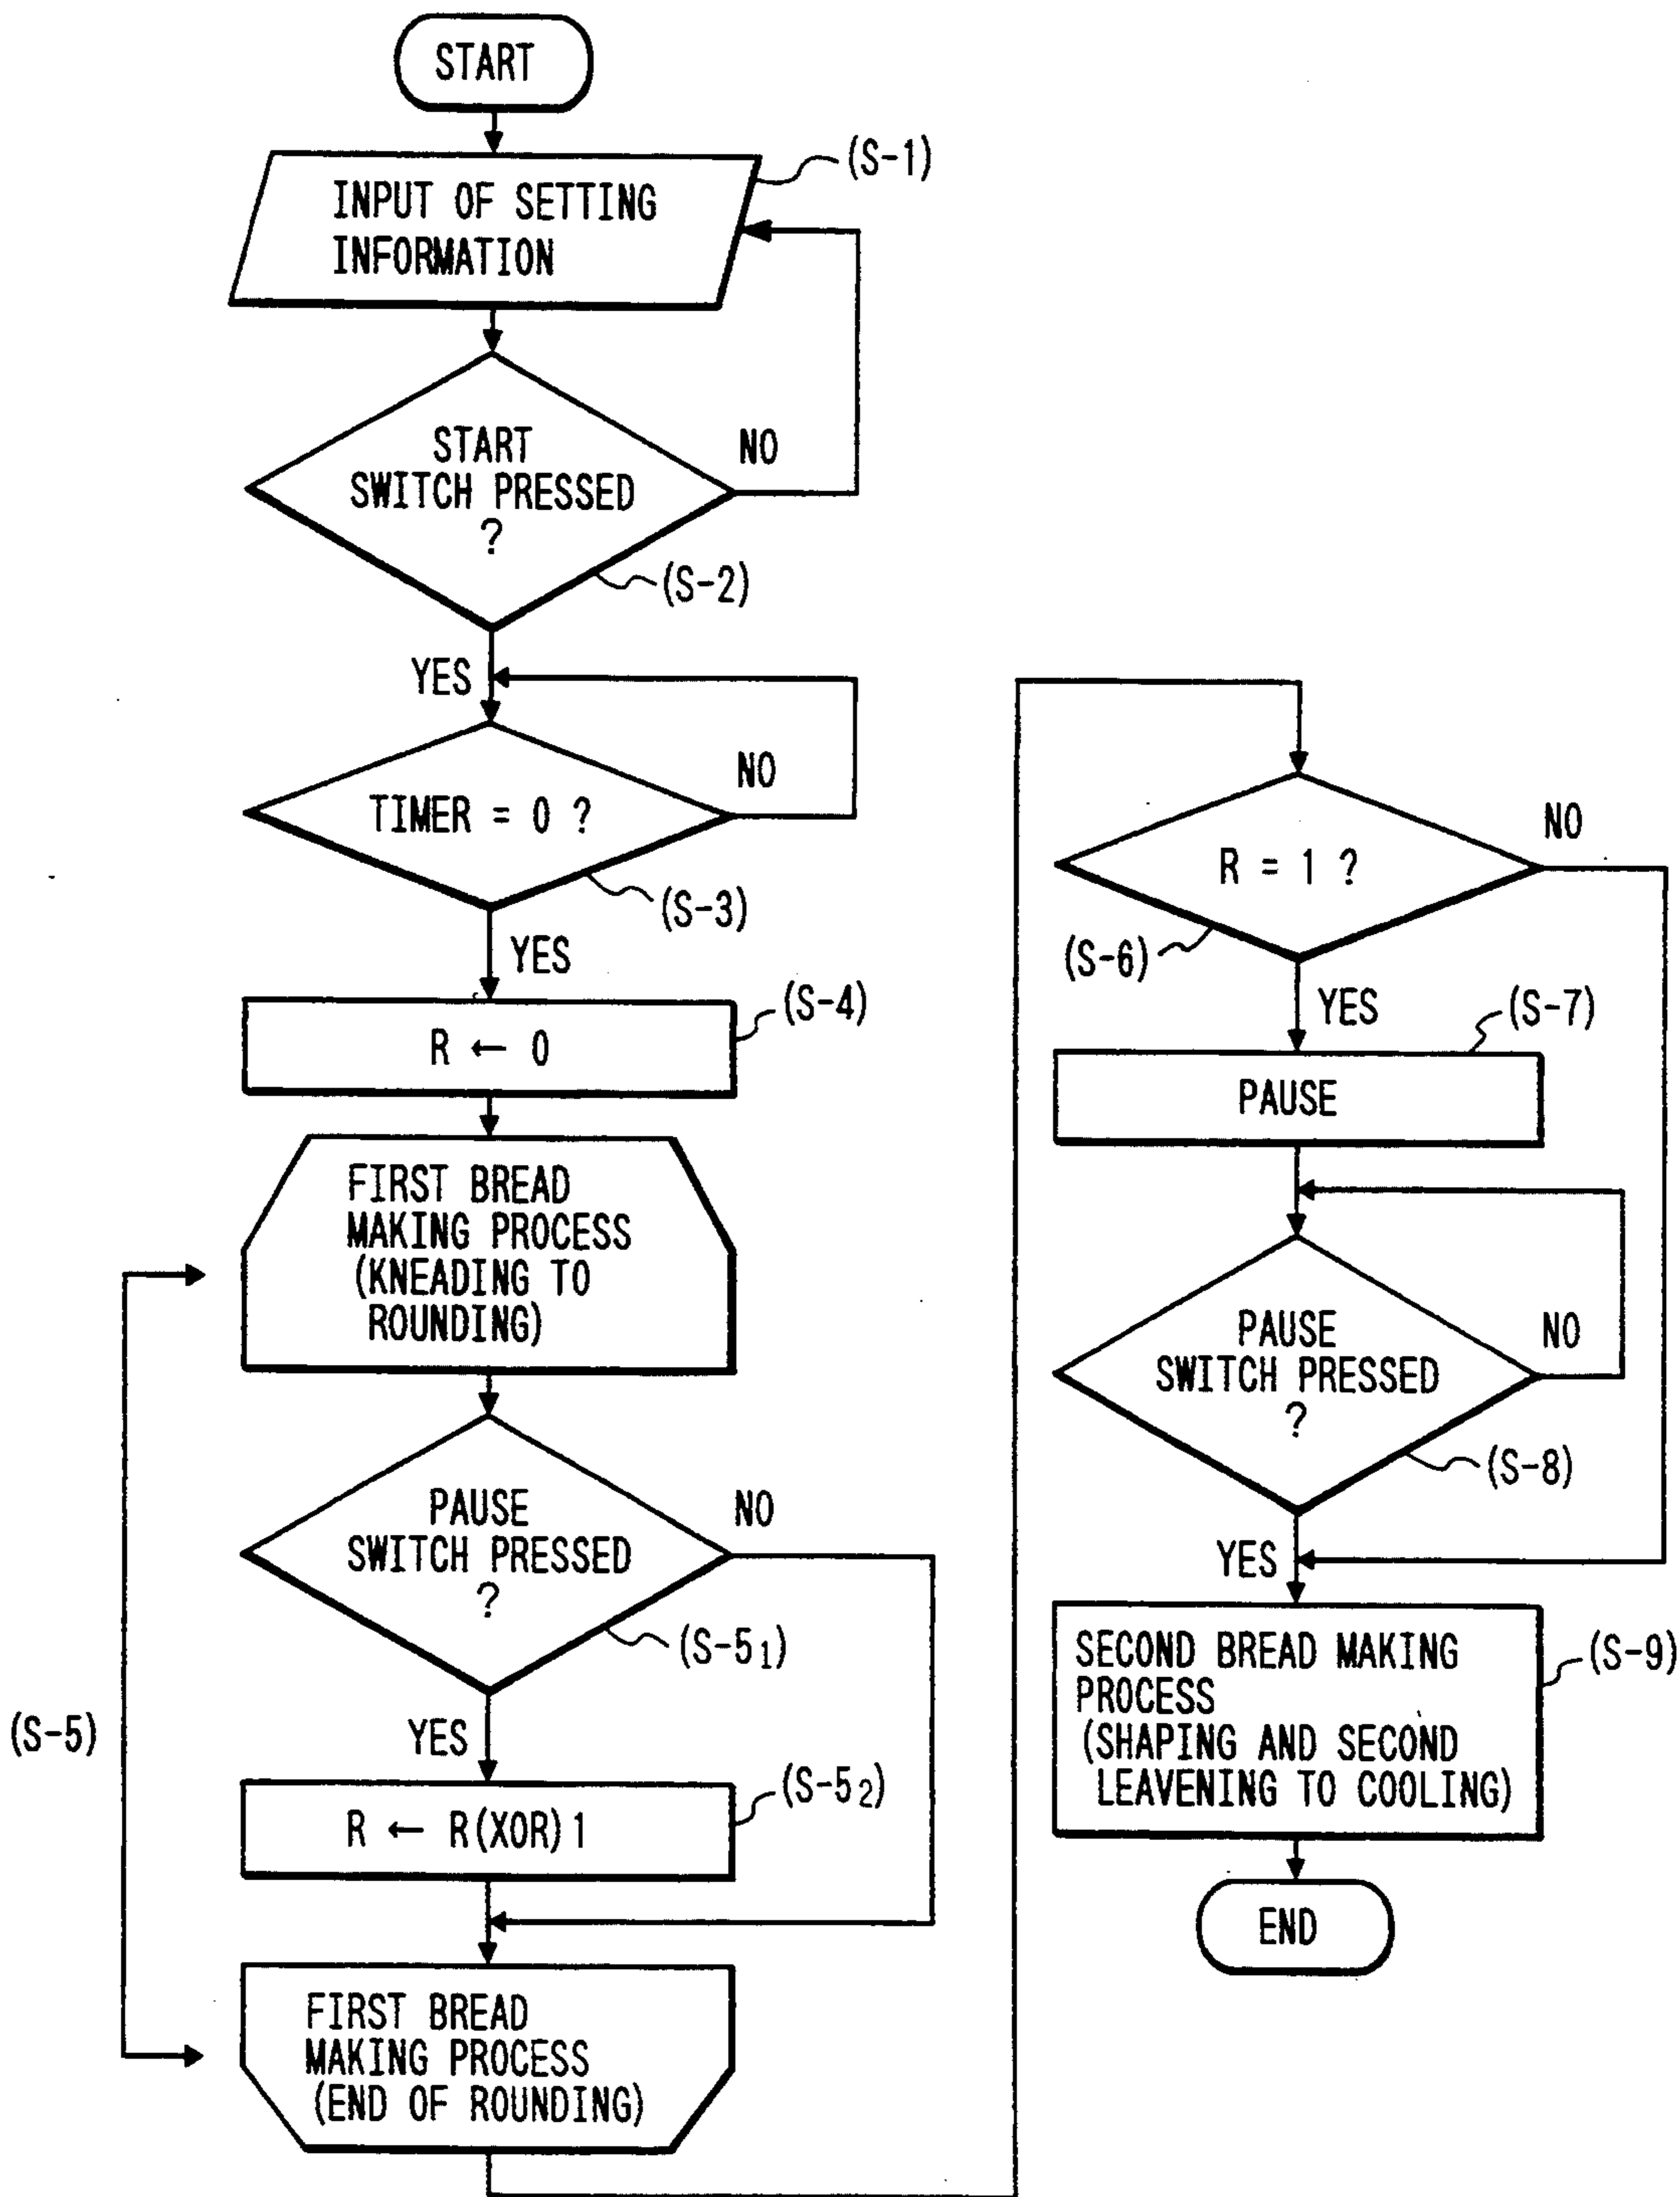 START
(S-1)
INPUT OF SETTING
INFORMATION
START
SWITCH PRESSED
?
NO
(S-2)
YES
TIMER = 0 ?
NO
(S-3)
YES
(S-4)
R ← 0
FIRST BREAD
MAKING PROCESS
(KNEADING TO
ROUNDING)
PAUSE
SWITCH PRESSED
?
NO
(S-5₁)
(S-5)
YES
(S-5₂)
R ← R(XOR)1
FIRST BREAD
MAKING PROCESS
(END OF ROUNDING)
R = 1 ?
NO
(S-6)
YES
(S-7)
PAUSE
PAUSE
SWITCH PRESSED
?
NO
(S-8)
YES
SECOND BREAD MAKING
PROCESS
(SHAPING AND SECOND
LEAVENING TO COOLING)
(S-9)
END